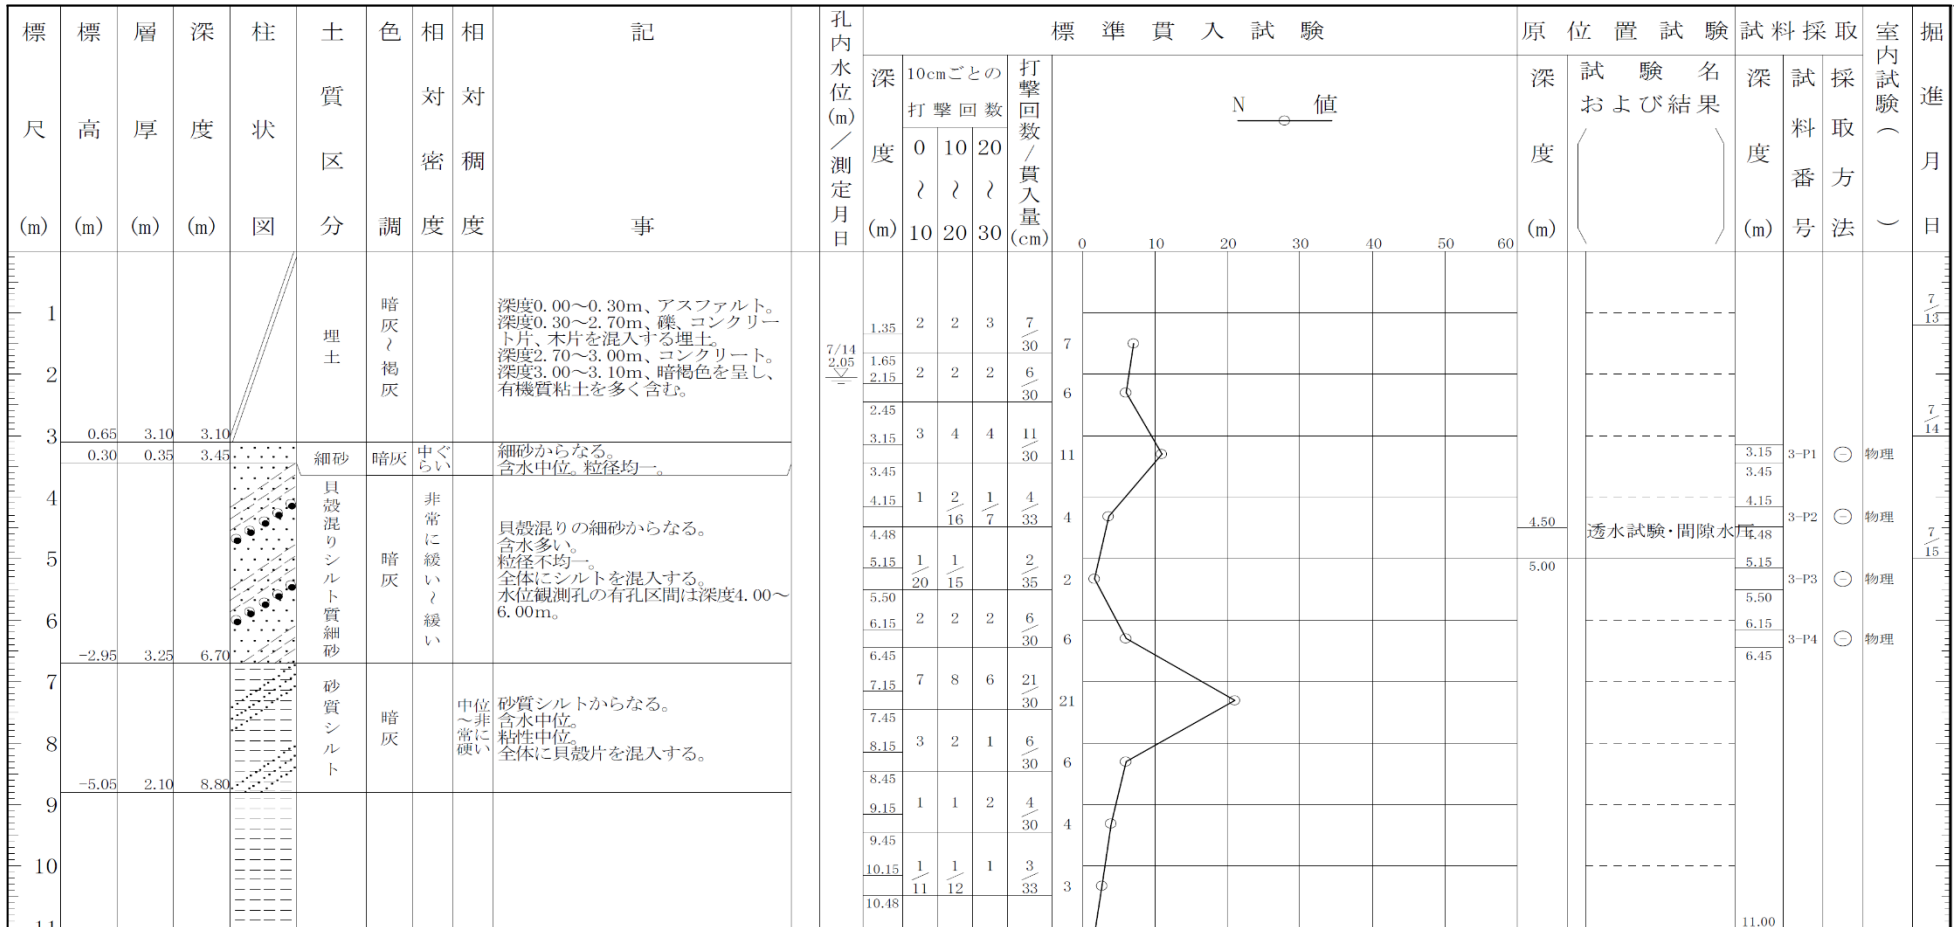 標尺(m)
標高(m)
層厚(m)
深度(m)
柱状図
土質区分
色調
相対密度
相対稠度
記事
孔内水位(m)／測定月日
標準貫入試験
深度(m)
10cmごとの
打撃回数
0〜10
10〜20
20〜30
打撃回数/貫入量(cm)
N 値
0 10 20 30 40 50 60
原位置試験
深度(m)
試験名
および結果
試料採取
深度(m)
試料番号
採取方法
室内試験( )
掘進月日
1
2
3
4
5
6
7
8
9
10
11
0.65 3.10 3.10
埋土
暗灰〜褐灰
深度0.00〜0.30m、アスファルト。
深度0.30〜2.70m、礫、コンクリー
ト片、木片を混入する埋土。
深度2.70〜3.00m、コンクリート。
深度3.00〜3.10m、暗褐色を呈し、
有機質粘土を多く含む。
7/14
2.05
0.30 0.35 3.45
細砂
暗灰
中ぐ
らい
細砂からなる。
含水中位。粒径均一。
-2.95 3.25 6.70
貝殻混りシルト質細砂
暗灰
非常に緩い〜緩い
貝殻混りの細砂からなる。
含水多い。
粒径不均一。
全体にシルトを混入する。
水位観測孔の有孔区間は深度4.00〜
6.00m。
-5.05 2.10 8.80
砂質シルト
暗灰
中位
〜非
常に
硬い
砂質シルトからなる。
含水中位。
粘性中位。
全体に貝殻片を混入する。
1.35 2 2 3 7/30 7
1.65
2.15 2 2 2 6/30 6
2.45
3.15 3 4 4 11/30 11
3.45
4.15 1 2/16 1/7 4/33 4
4.48
5.15 1/20 1/15 2/35 2
5.50
6.15 2 2 2 6/30 6
6.45
7.15 7 8 6 21/30 21
7.45
8.15 3 2 1 6/30 6
8.45
9.15 1 1 2 4/30 4
9.45
10.15 1/11 1/12 1 3/33 3
10.48
4.50
透水試験・間隙水圧
5.00
3.15 3-P1 物理
3.45
4.15 3-P2 物理
4.48
5.15 3-P3 物理
5.50
6.15 3-P4 物理
6.45
11.00
7/13
7/14
7/15